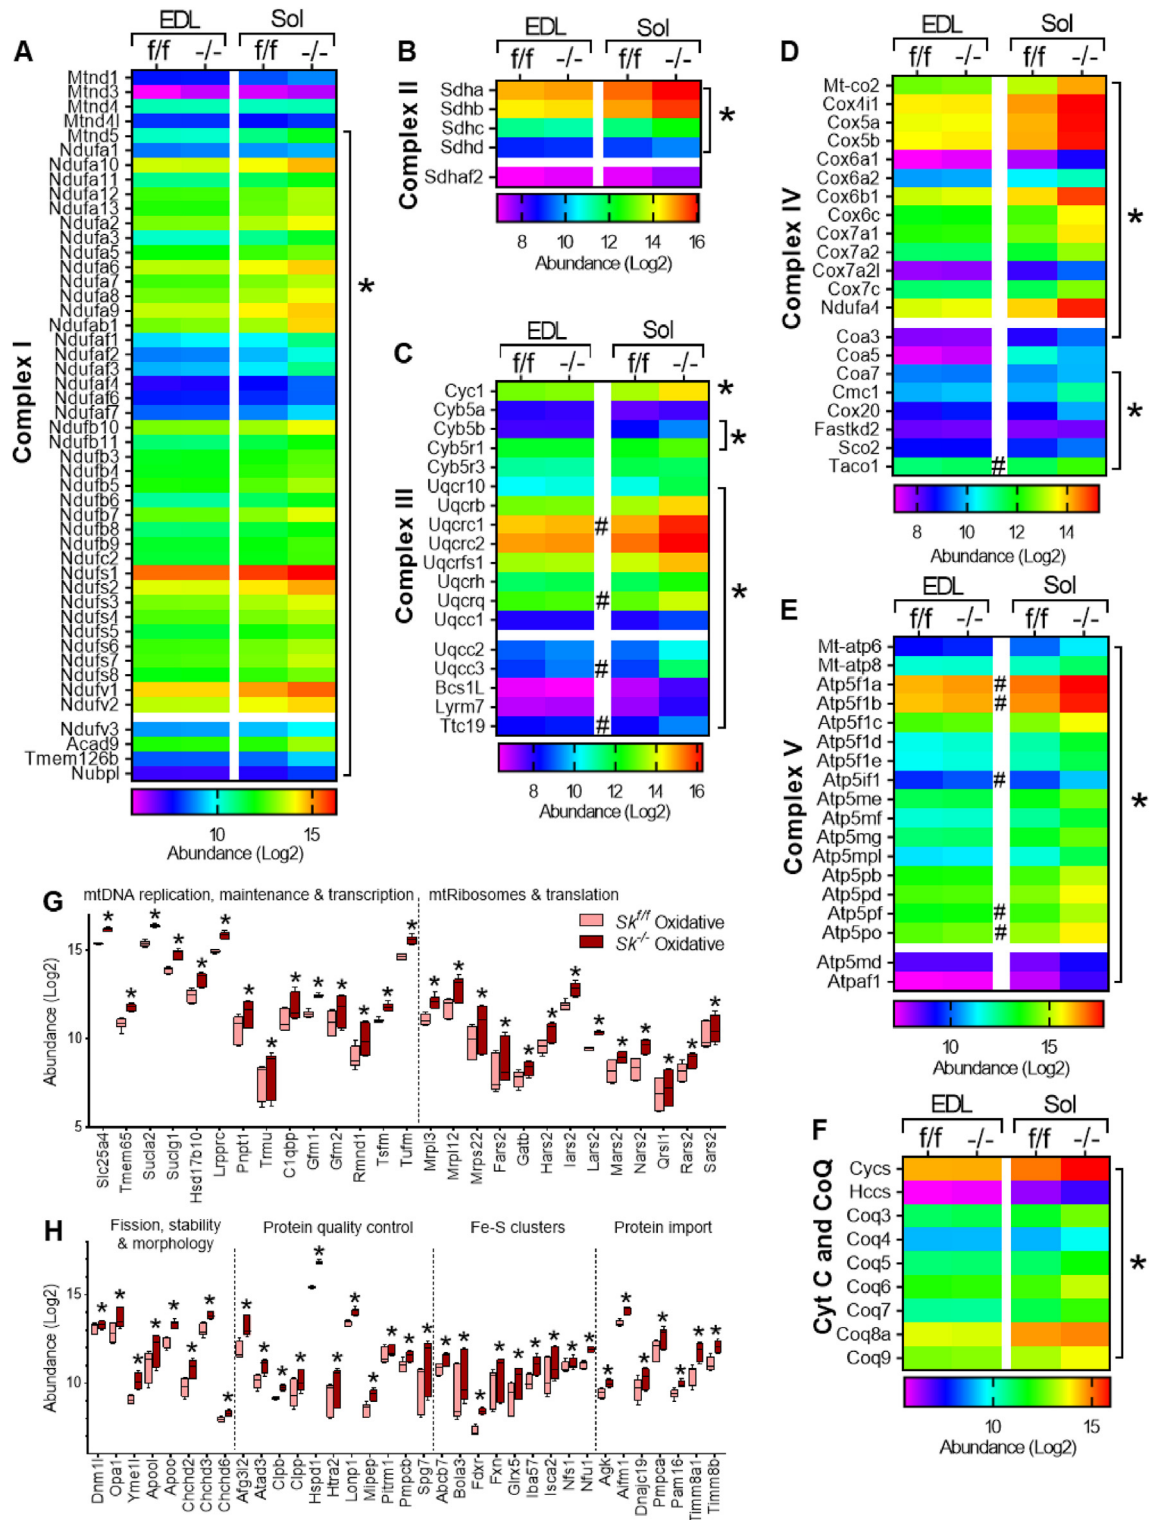 A
EDL Sol
f/f -/- f/f -/-
Complex I
Mtnd1
Mtnd3
Mtnd4
Mtnd4l
Mtnd5
Ndufa1
Ndufa10
Ndufa11
Ndufa12
Ndufa13
Ndufa2
Ndufa3
Ndufa5
Ndufa6
Ndufa7
Ndufa8
Ndufa9
Ndufab1
Ndufaf1
Ndufaf2
Ndufaf3
Ndufaf4
Ndufaf6
Ndufaf7
Ndufb10
Ndufb11
Ndufb3
Ndufb4
Ndufb5
Ndufb6
Ndufb7
Ndufb8
Ndufb9
Ndufc2
Ndufs1
Ndufs2
Ndufs3
Ndufs4
Ndufs5
Ndufs6
Ndufs7
Ndufs8
Ndufv1
Ndufv2
Ndufv3
Acad9
Tmem126b
Nubpl
*
10 15
Abundance (Log2)
B
EDL Sol
f/f -/- f/f -/-
Complex II
Sdha
Sdhb
Sdhc
Sdhd
Sdhaf2
*
8 10 12 14 16
Abundance (Log2)
C
EDL Sol
f/f -/- f/f -/-
Complex III
Cyc1 *
Cyb5a
Cyb5b
Cyb5r1 *
Cyb5r3
Uqcr10
Uqcrb
Uqcrc1 #
Uqcrc2
Uqcrfs1
Uqcrh
Uqcrq #
Uqcc1
Uqcc2
Uqcc3 #
Bcs1L
Lyrm7
Ttc19 #
*
8 10 12 14 16
Abundance (Log2)
D
EDL Sol
f/f -/- f/f -/-
Complex IV
Mt-co2
Cox4i1
Cox5a
Cox5b
Cox6a1
Cox6a2
Cox6b1
Cox6c
Cox7a1
Cox7a2
Cox7a2l
Cox7c
Ndufa4
Coa3
Coa5
Coa7
Cmc1
Cox20
Fastkd2
Sco2
Taco1 #
*
*
8 10 12 14
Abundance (Log2)
E
EDL Sol
f/f -/- f/f -/-
Complex V
Mt-atp6
Mt-atp8
Atp5f1a #
Atp5f1b #
Atp5f1c
Atp5f1d
Atp5f1e
Atp5if1 #
Atp5me
Atp5mf
Atp5mg
Atp5mpl
Atp5pb
Atp5pd
Atp5pf #
Atp5po #
Atp5md
Atpaf1
*
10 15
Abundance (Log2)
F
EDL Sol
f/f -/- f/f -/-
Cyt C and CoQ
Cycs
Hccs
Coq3
Coq4
Coq5
Coq6
Coq7
Coq8a
Coq9
*
10 15
Abundance (Log2)
G
mtDNA replication, maintenance & transcription mtRibosomes & translation
Sk f/f Oxidative
Sk -/- Oxidative
Abundance (Log2)
15
10
5
Slc25a4 Tmem65 Sucla2 Suclg1 Hsd17b10 Lrpprc Pnpt1 Trmu C1qbp Gfm1 Gfm2 Rmnd1 Tsfm Tufm Mrpl3 Mrpl12 Mrps22 Fars2 Gatb Hars2 Iars2 Lars2 Mars2 Nars2 Qrsl1 Rars2 Sars2
H
Fission, stability & morphology
Protein quality control
Fe-S clusters
Protein import
Abundance (Log2)
15
10
Dnm1l Opa1 Yme1l Apool Apoo Chchd2 Chchd3 Chchd6 Afg3l2 Atad3 Clpb Clpp Hspd1 Htra2 Lonp1 Mipep Pitrm1 Pmpcb Spg7 Abcb7 Bola3 Fdxr Fxn Glrx5 Iba57 Isca2 Nfs1 Nfu1 Agk Aifm1 Dnajc19 Pmpca Pam16 Timm8a1 Timm8b